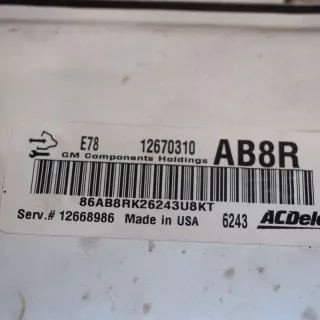 E78 12670310 AB8R
GM Components Holdings
86AB8RK26243U8KT
Serv.# 12668986 Made in USA 6243 ACDelco